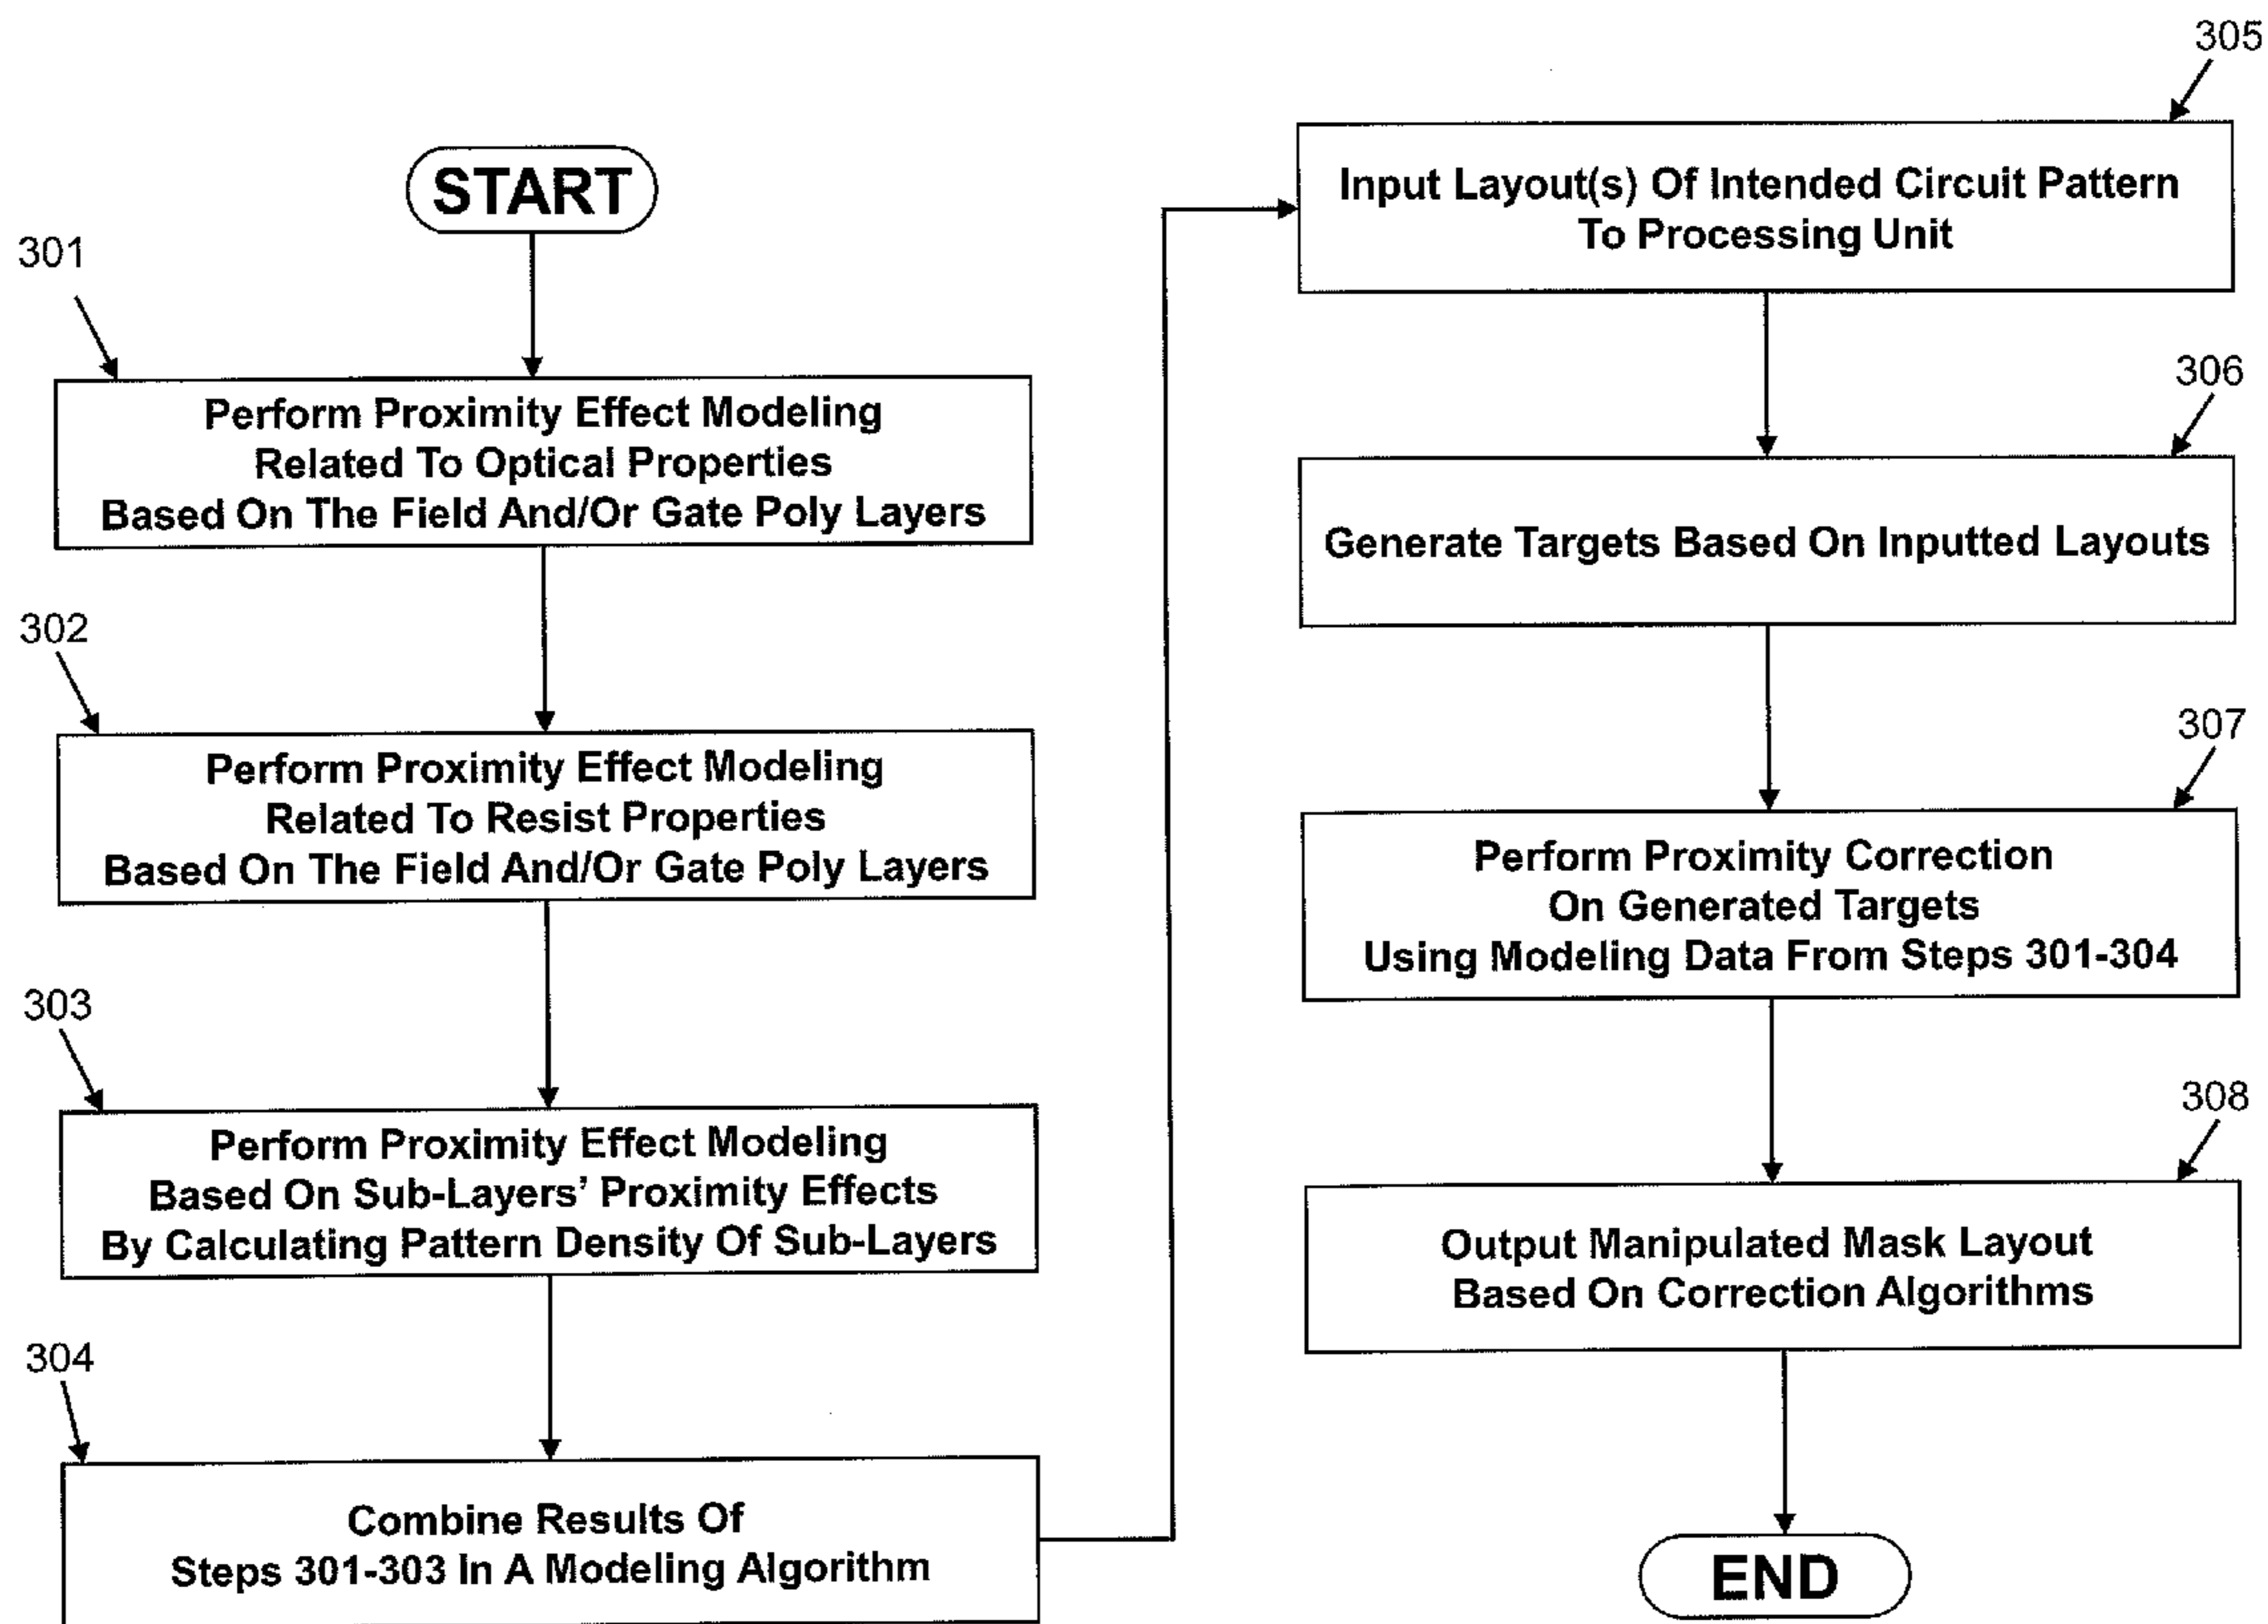 START
301
Perform Proximity Effect Modeling
Related To Optical Properties
Based On The Field And/Or Gate Poly Layers
302
Perform Proximity Effect Modeling
Related To Resist Properties
Based On The Field And/Or Gate Poly Layers
303
Perform Proximity Effect Modeling
Based On Sub-Layers’ Proximity Effects
By Calculating Pattern Density Of Sub-Layers
304
Combine Results Of
Steps 301-303 In A Modeling Algorithm
305
Input Layout(s) Of Intended Circuit Pattern
To Processing Unit
306
Generate Targets Based On Inputted Layouts
307
Perform Proximity Correction
On Generated Targets
Using Modeling Data From Steps 301-304
308
Output Manipulated Mask Layout
Based On Correction Algorithms
END